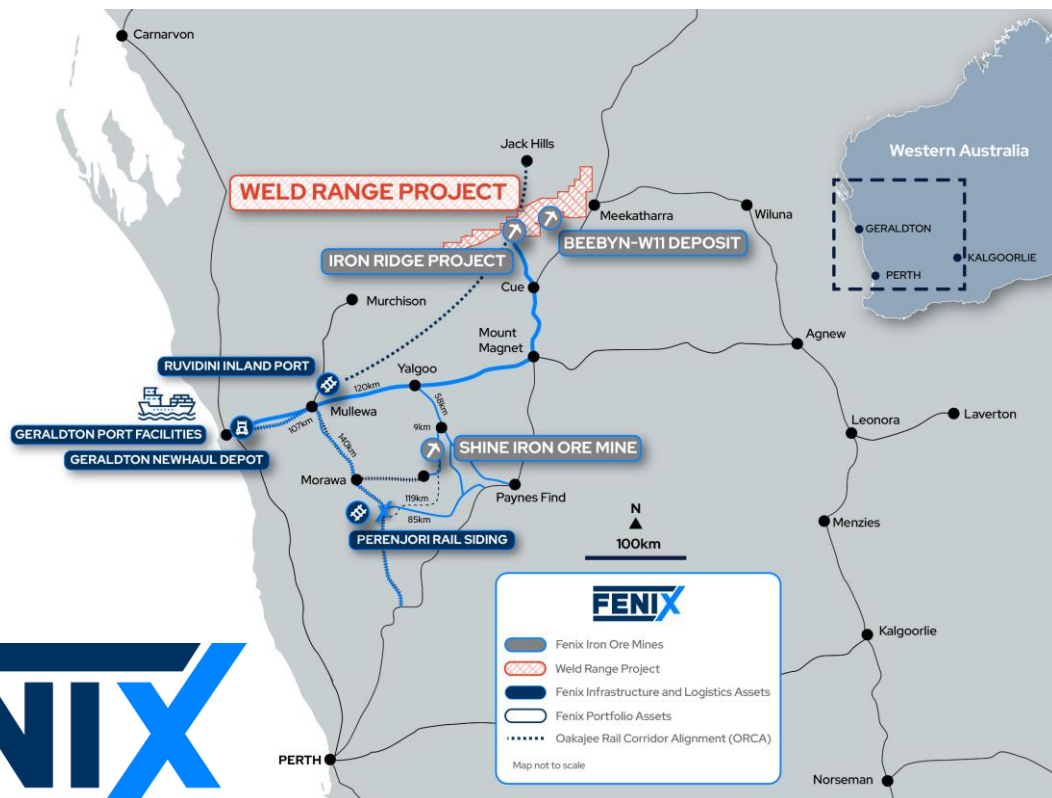 Carnarvon
Jack Hills
Western Australia
WELD RANGE PROJECT
Meekatharra
Wiluna
GERALDTON
BEEBYN-W11 DEPOSIT
IRON RIDGE PROJECT
KALGOORLIE
PERTH
Cue
Murchison
Mount
Magnet
Agnew
RUVIDINI INLAND PORT
Yalgoo
120km
58km
Mullewa
107km
GERALDTON PORT FACILITIES
9km
Leonora
Laverton
140km
SHINE IRON ORE MINE
GERALDTON NEWHAUL DEPOT
Morawa
Paynes Find
119km
85km
PERENJORI RAIL SIDING
N
100km
Menzies
FENIX
Fenix Iron Ore Mines
Weld Range Project
Fenix Infrastructure and Logistics Assets
Fenix Portfolio Assets
Oakajee Rail Corridor Alignment (ORCA)
Map not to scale
Kalgoorlie
NIX
PERTH
Norseman